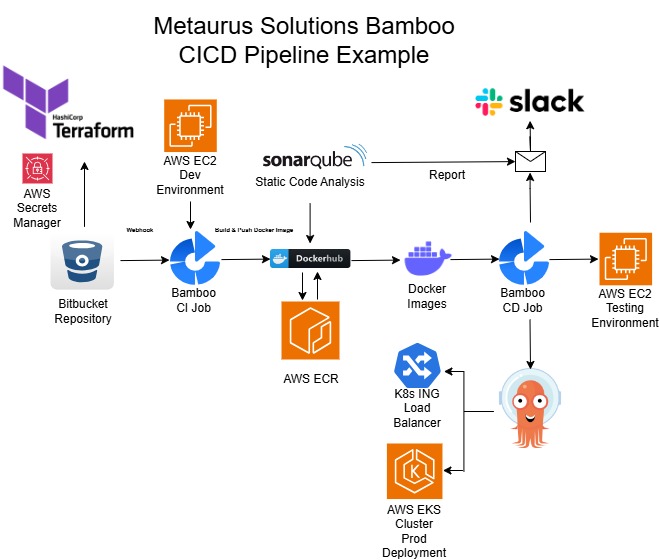 Metaurus Solutions Bamboo
CICD Pipeline Example
HashiCorp
Terraform
AWS
Secrets
Manager
AWS EC2
Dev
Environment
sonarqube
Static Code Analysis
slack
Report
Webhook
Build & Push Docker Image
Bitbucket
Repository
Bamboo
CI Job
Dockerhub
AWS ECR
Docker
Images
Bamboo
CD Job
AWS EC2
Testing
Environment
K8s ING
Load
Balancer
AWS EKS
Cluster
Prod
Deployment